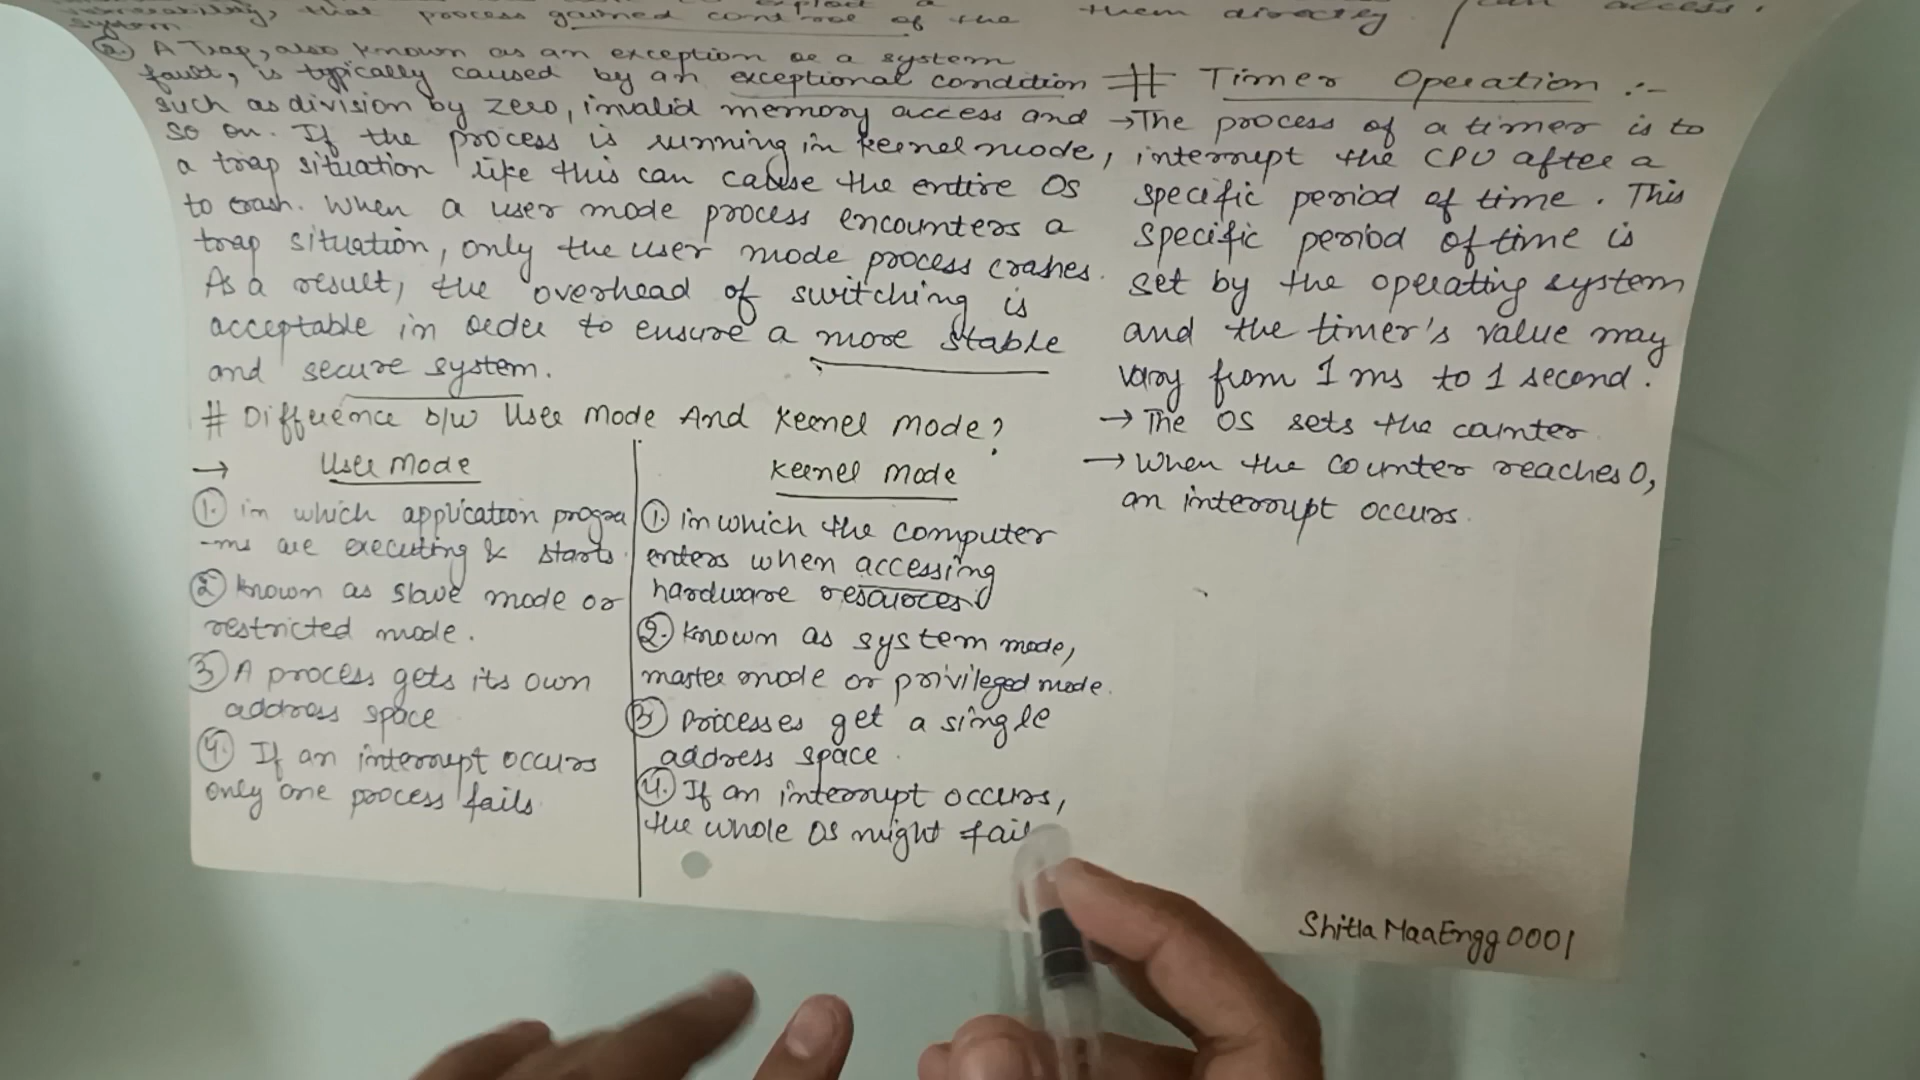 that process gained control of the
system
② A Trap, also known as an exception or a system
fault, is typically caused by an exceptional condition
such as division by zero, invalid memory access and
so on. If the process is running in kernel mode,
a trap situation like this can cause the entire OS
to crash. When a user mode process encounters a
trap situation, only the user mode process crashes.
As a result, the overhead of switching is
acceptable in order to ensure a more stable
and secure system.
# Difference b/w User Mode And Kernel Mode?
→ User Mode
① in which application progra
-ms are executing & starts.
② Known as slave mode or
restricted mode.
③ A process gets its own
address space
④ If an interrupt occurs
only one process fails
Kernel Mode
① in which the computer
enters when accessing
hardware resources
② Known as system mode,
master mode or privileged mode.
③ Processes get a single
address space.
④ If an interrupt occurs,
the whole OS might fail
them directly.
access.
# Timer Operation :-
→ The process of a timer is to
interrupt the CPU after a
specific period of time. This
specific period of time is
set by the operating system
and the timer's value may
vary from 1 ms to 1 second.
→ The OS sets the counter
→ When the counter reaches 0,
an interrupt occurs.
Shitla MaaEngg 0001